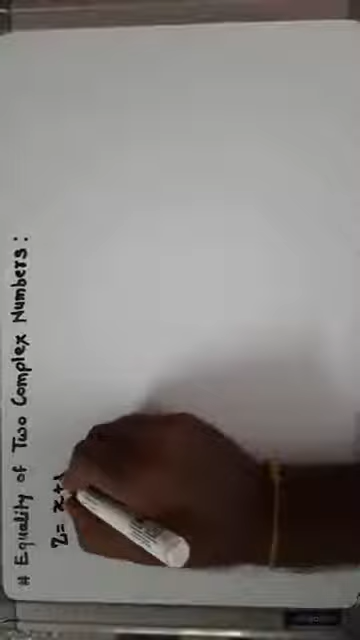 # Equality of Two Complex Numbers :
Z = x +